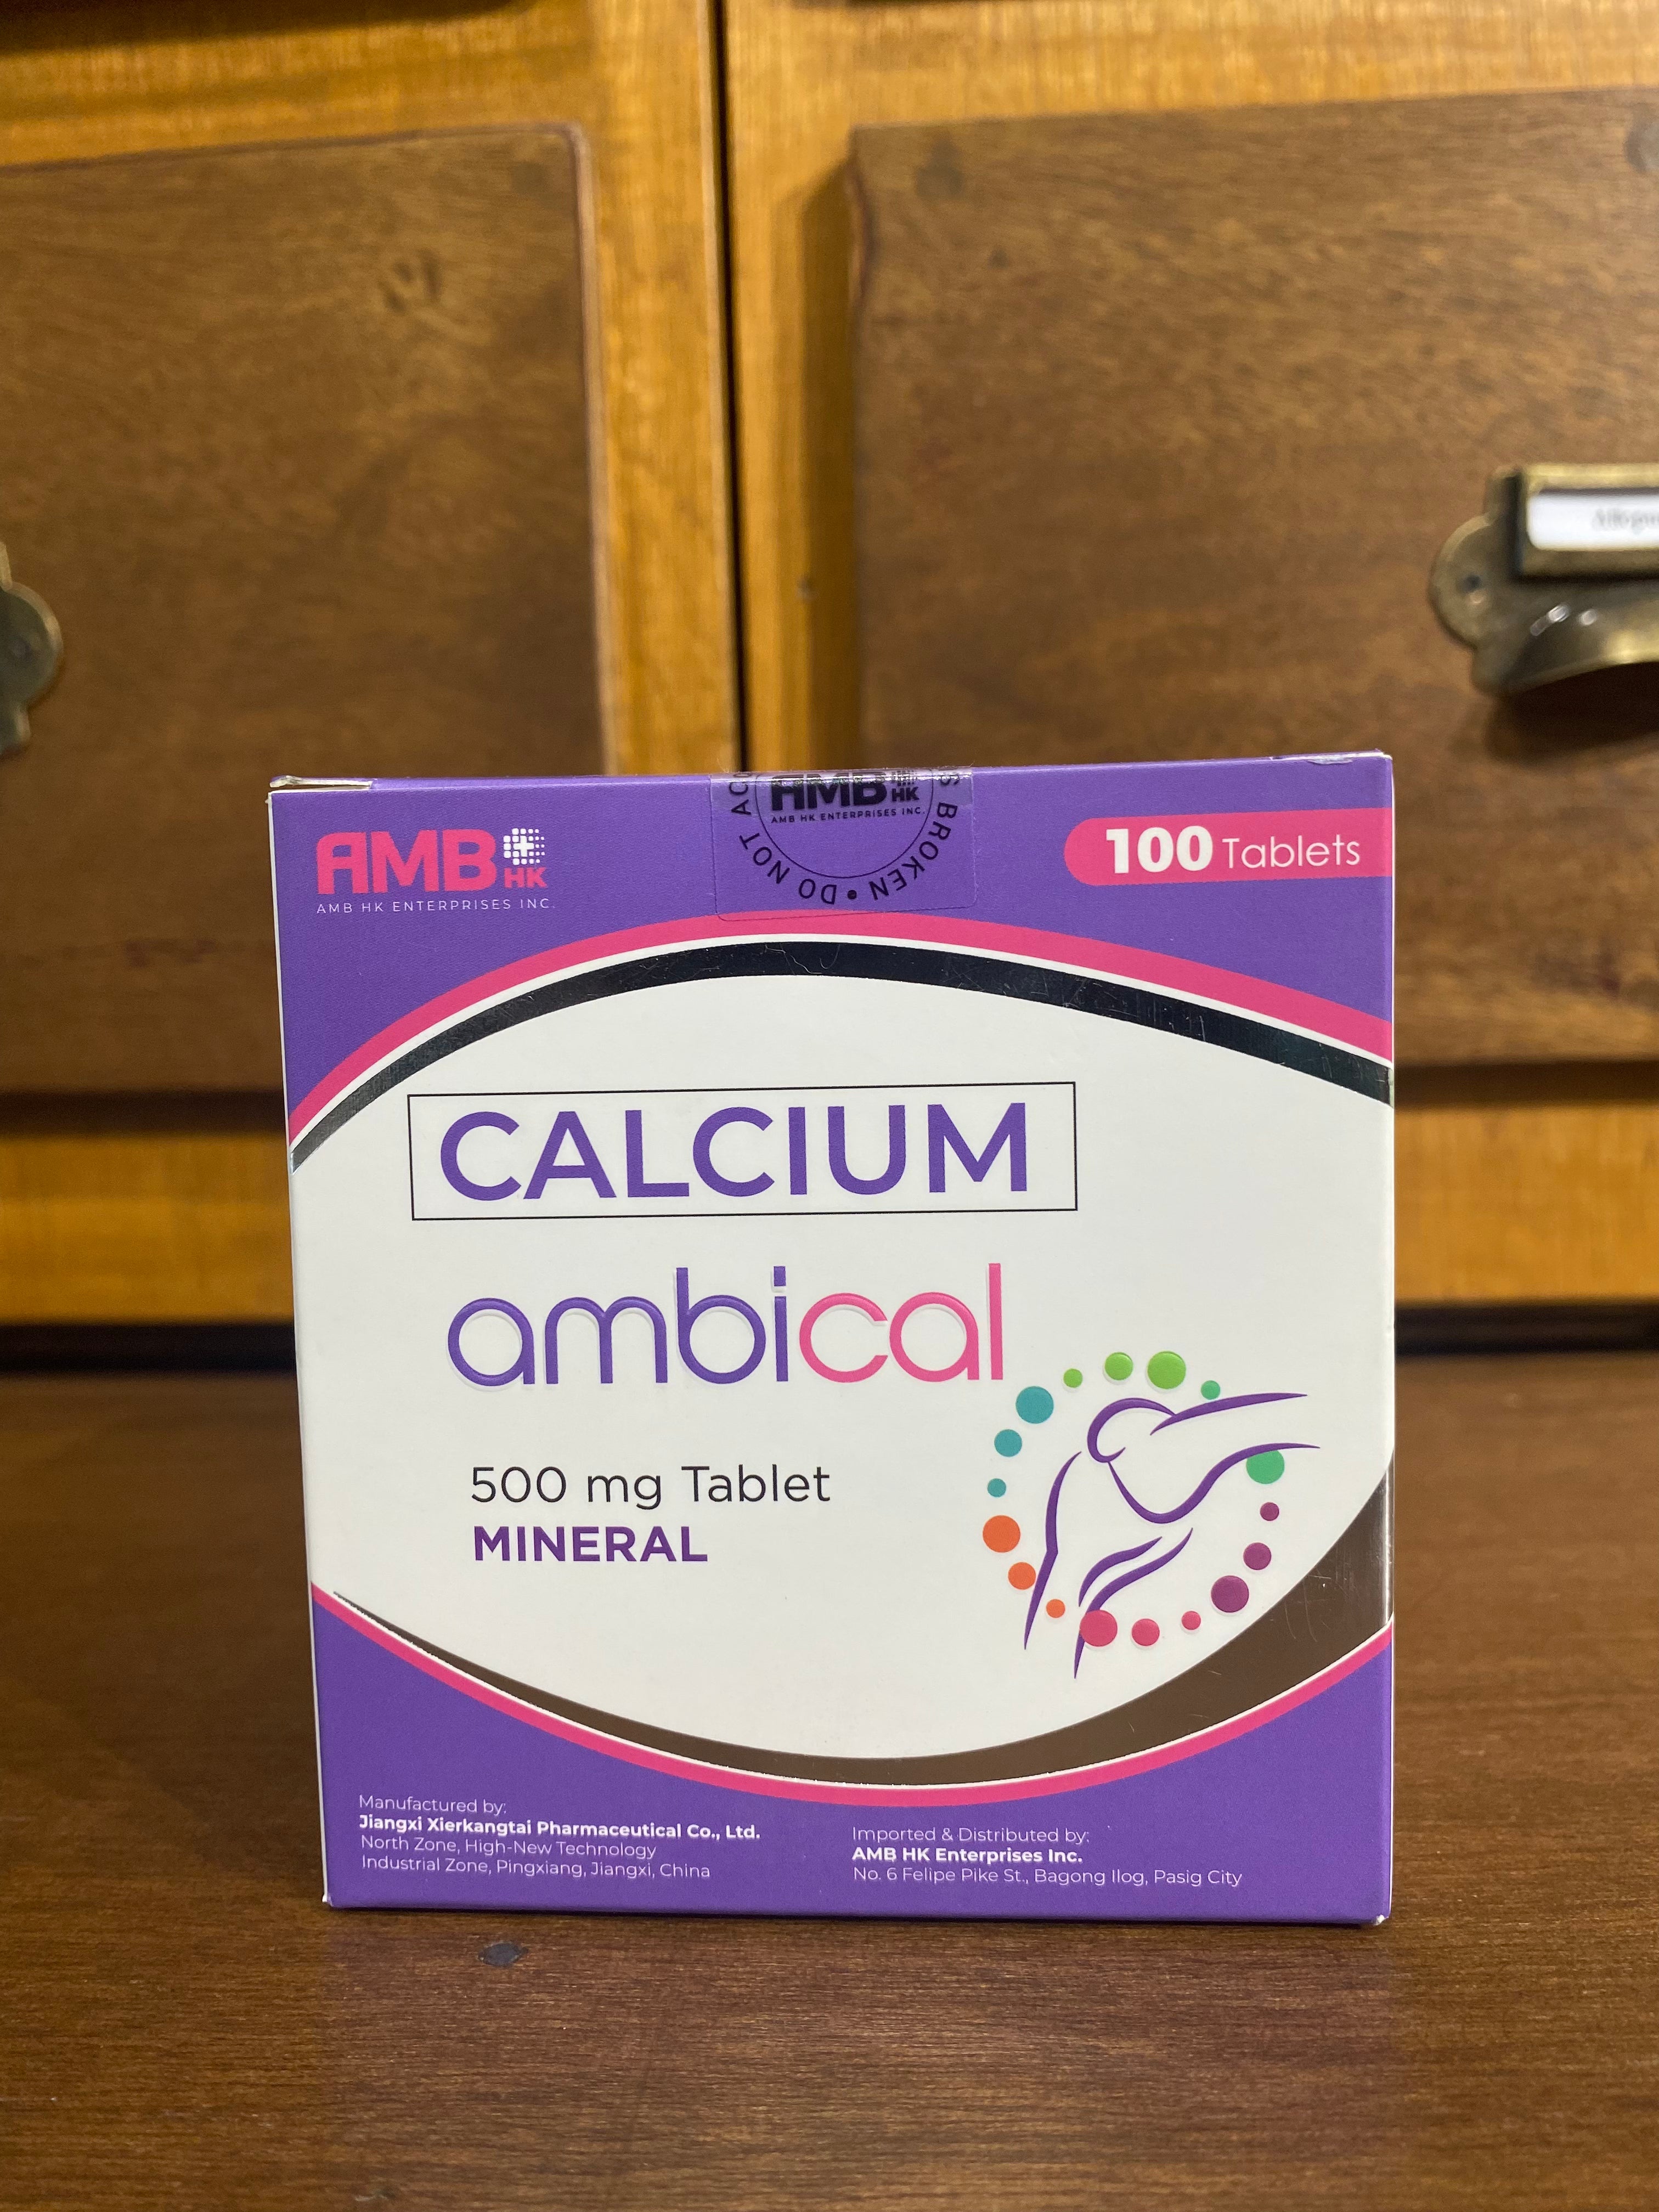 AMB HK
AMB HK ENTERPRISES INC.
AMB HK
AMB HK ENTERPRISES INC.
BROKEN • DO NOT
100 Tablets
CALCIUM
ambical
500 mg Tablet
MINERAL
Manufactured by:
Jiangxi Xierkangtai Pharmaceutical Co., Ltd.
North Zone, High-New Technology
Industrial Zone, Pingxiang, Jiangxi, China
Imported & Distributed by:
AMB HK Enterprises Inc.
No. 6 Felipe Pike St., Bagong Ilog, Pasig City